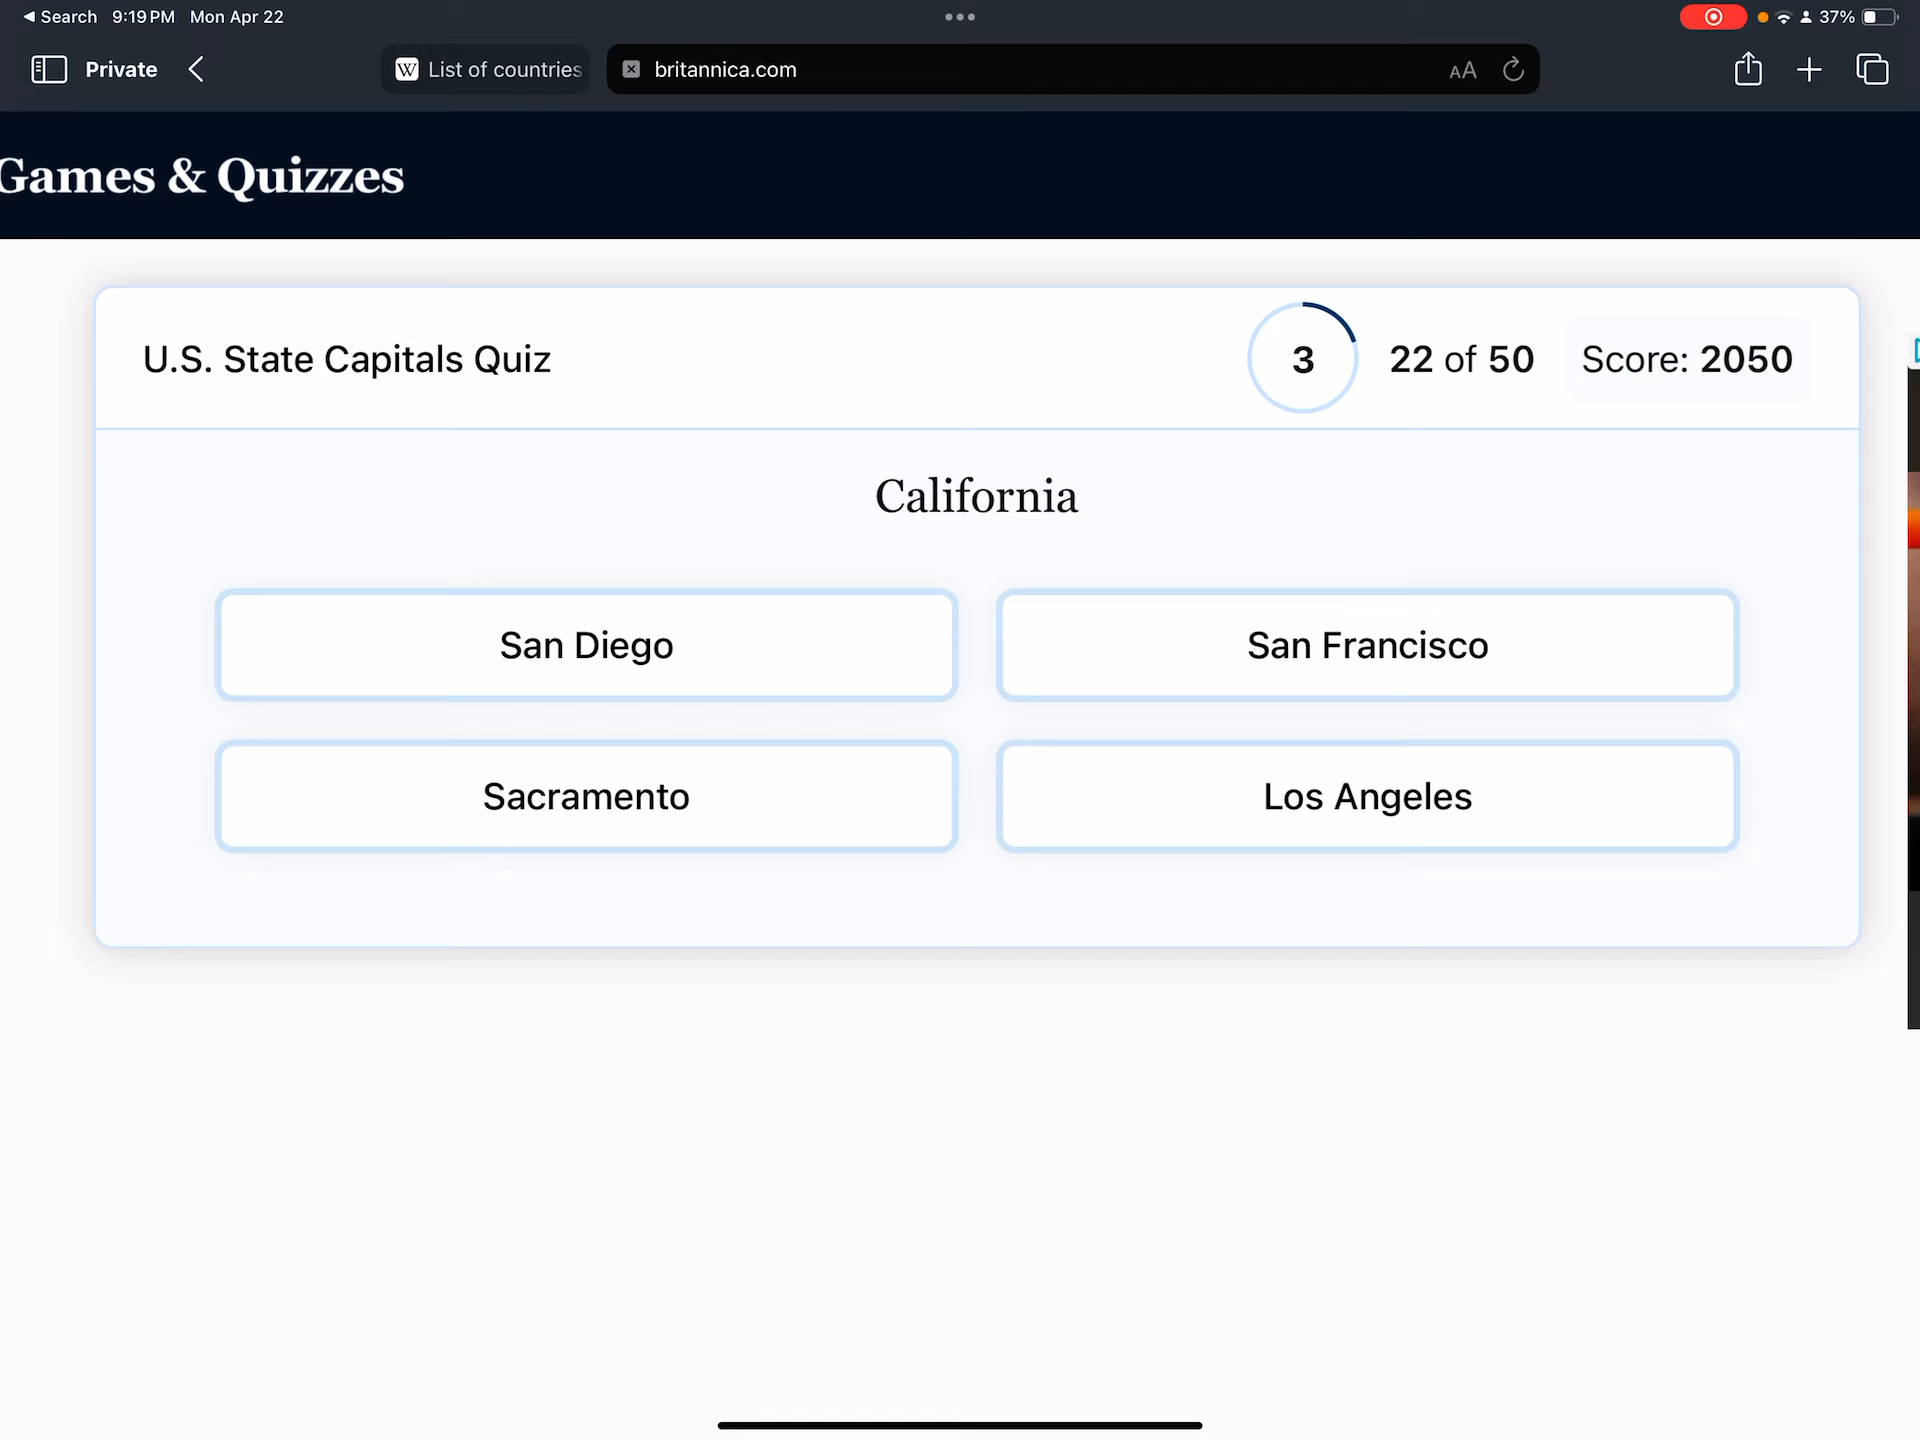 Search 9:19 PM Mon Apr 22
37%
Private
W List of countries
britannica.com
AA
Games & Quizzes
U.S. State Capitals Quiz
3
22 of 50
Score: 2050
California
San Diego
San Francisco
Sacramento
Los Angeles